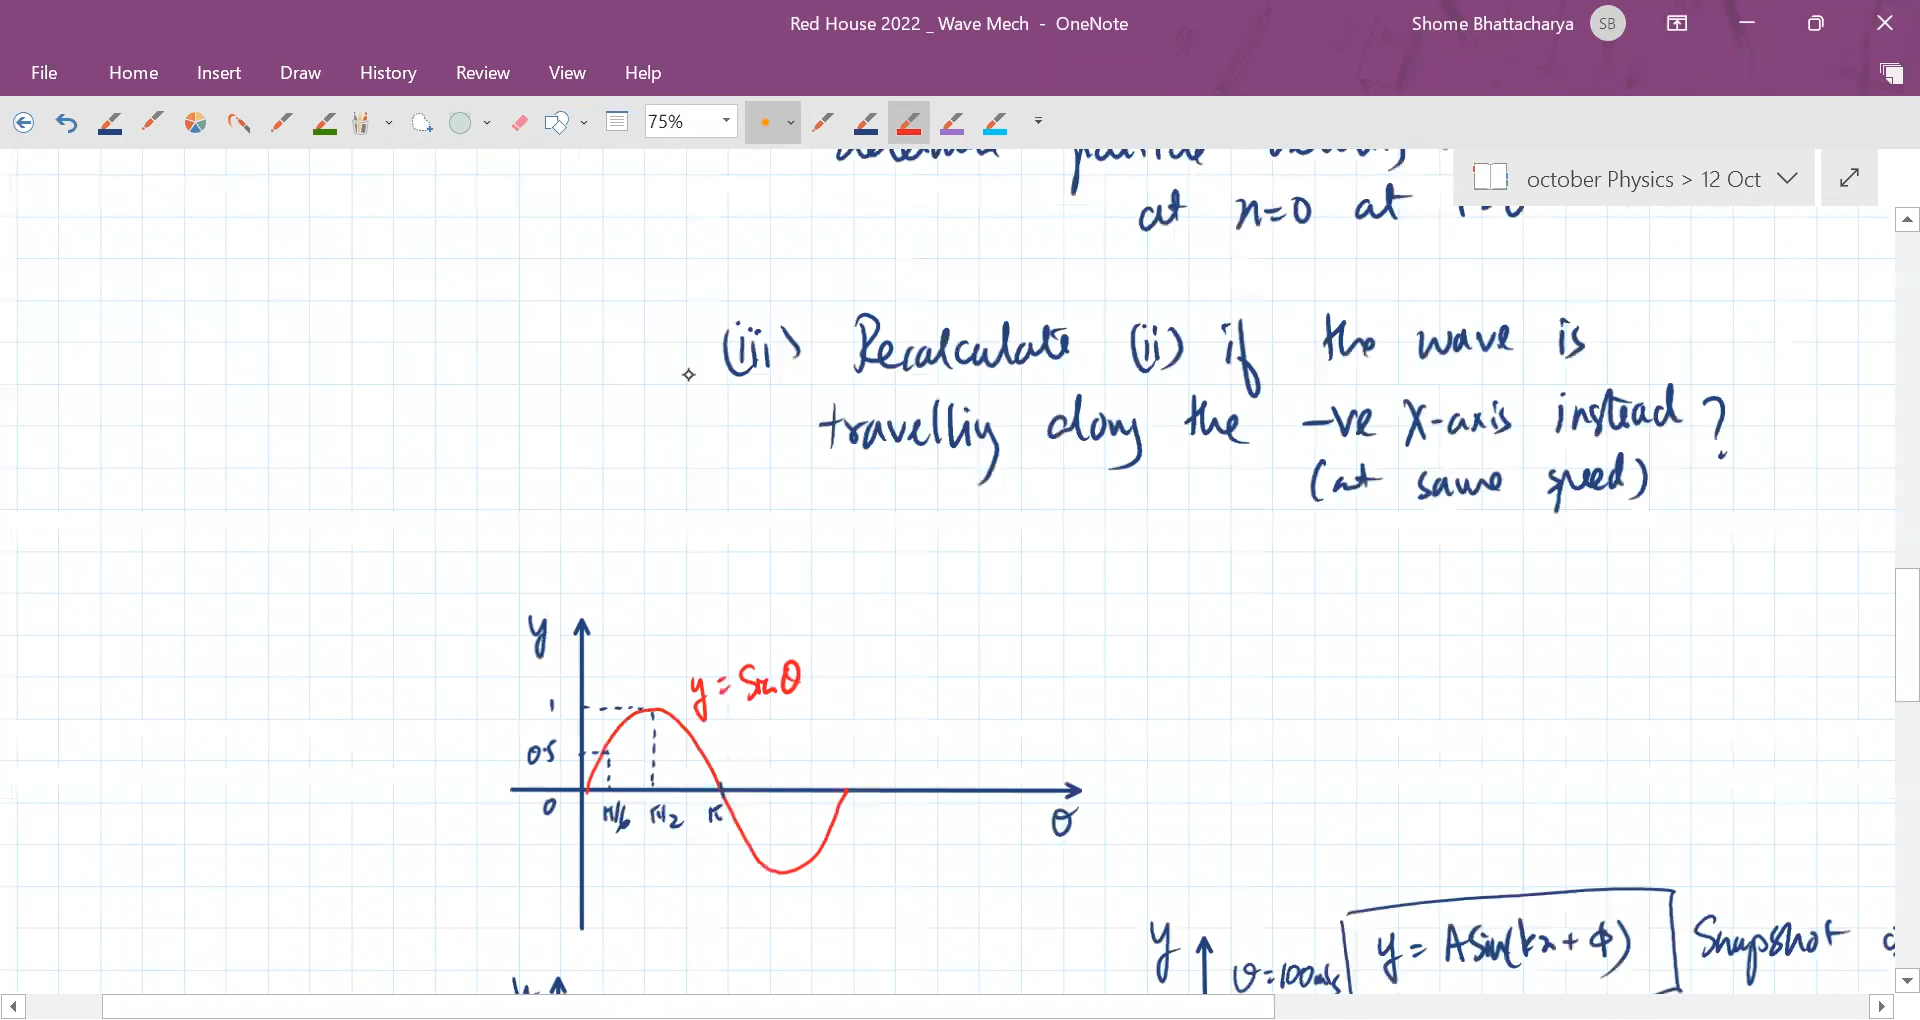 Red House 2022 _ Wave Mech - OneNote
Shome Bhattacharya
SB
File Home Insert Draw History Review View Help
75%
october Physics > 12 Oct
at x=0 at
(iii) Recalculate (ii) if the wave is
travelling along the -ve X-axis instead ?
(at same speed)
y
y = Sin θ
1
0.5
0
π/6 π/2 π
θ
y
v=100m/s
y = A Sin(kx + ϕ)
Snapshot